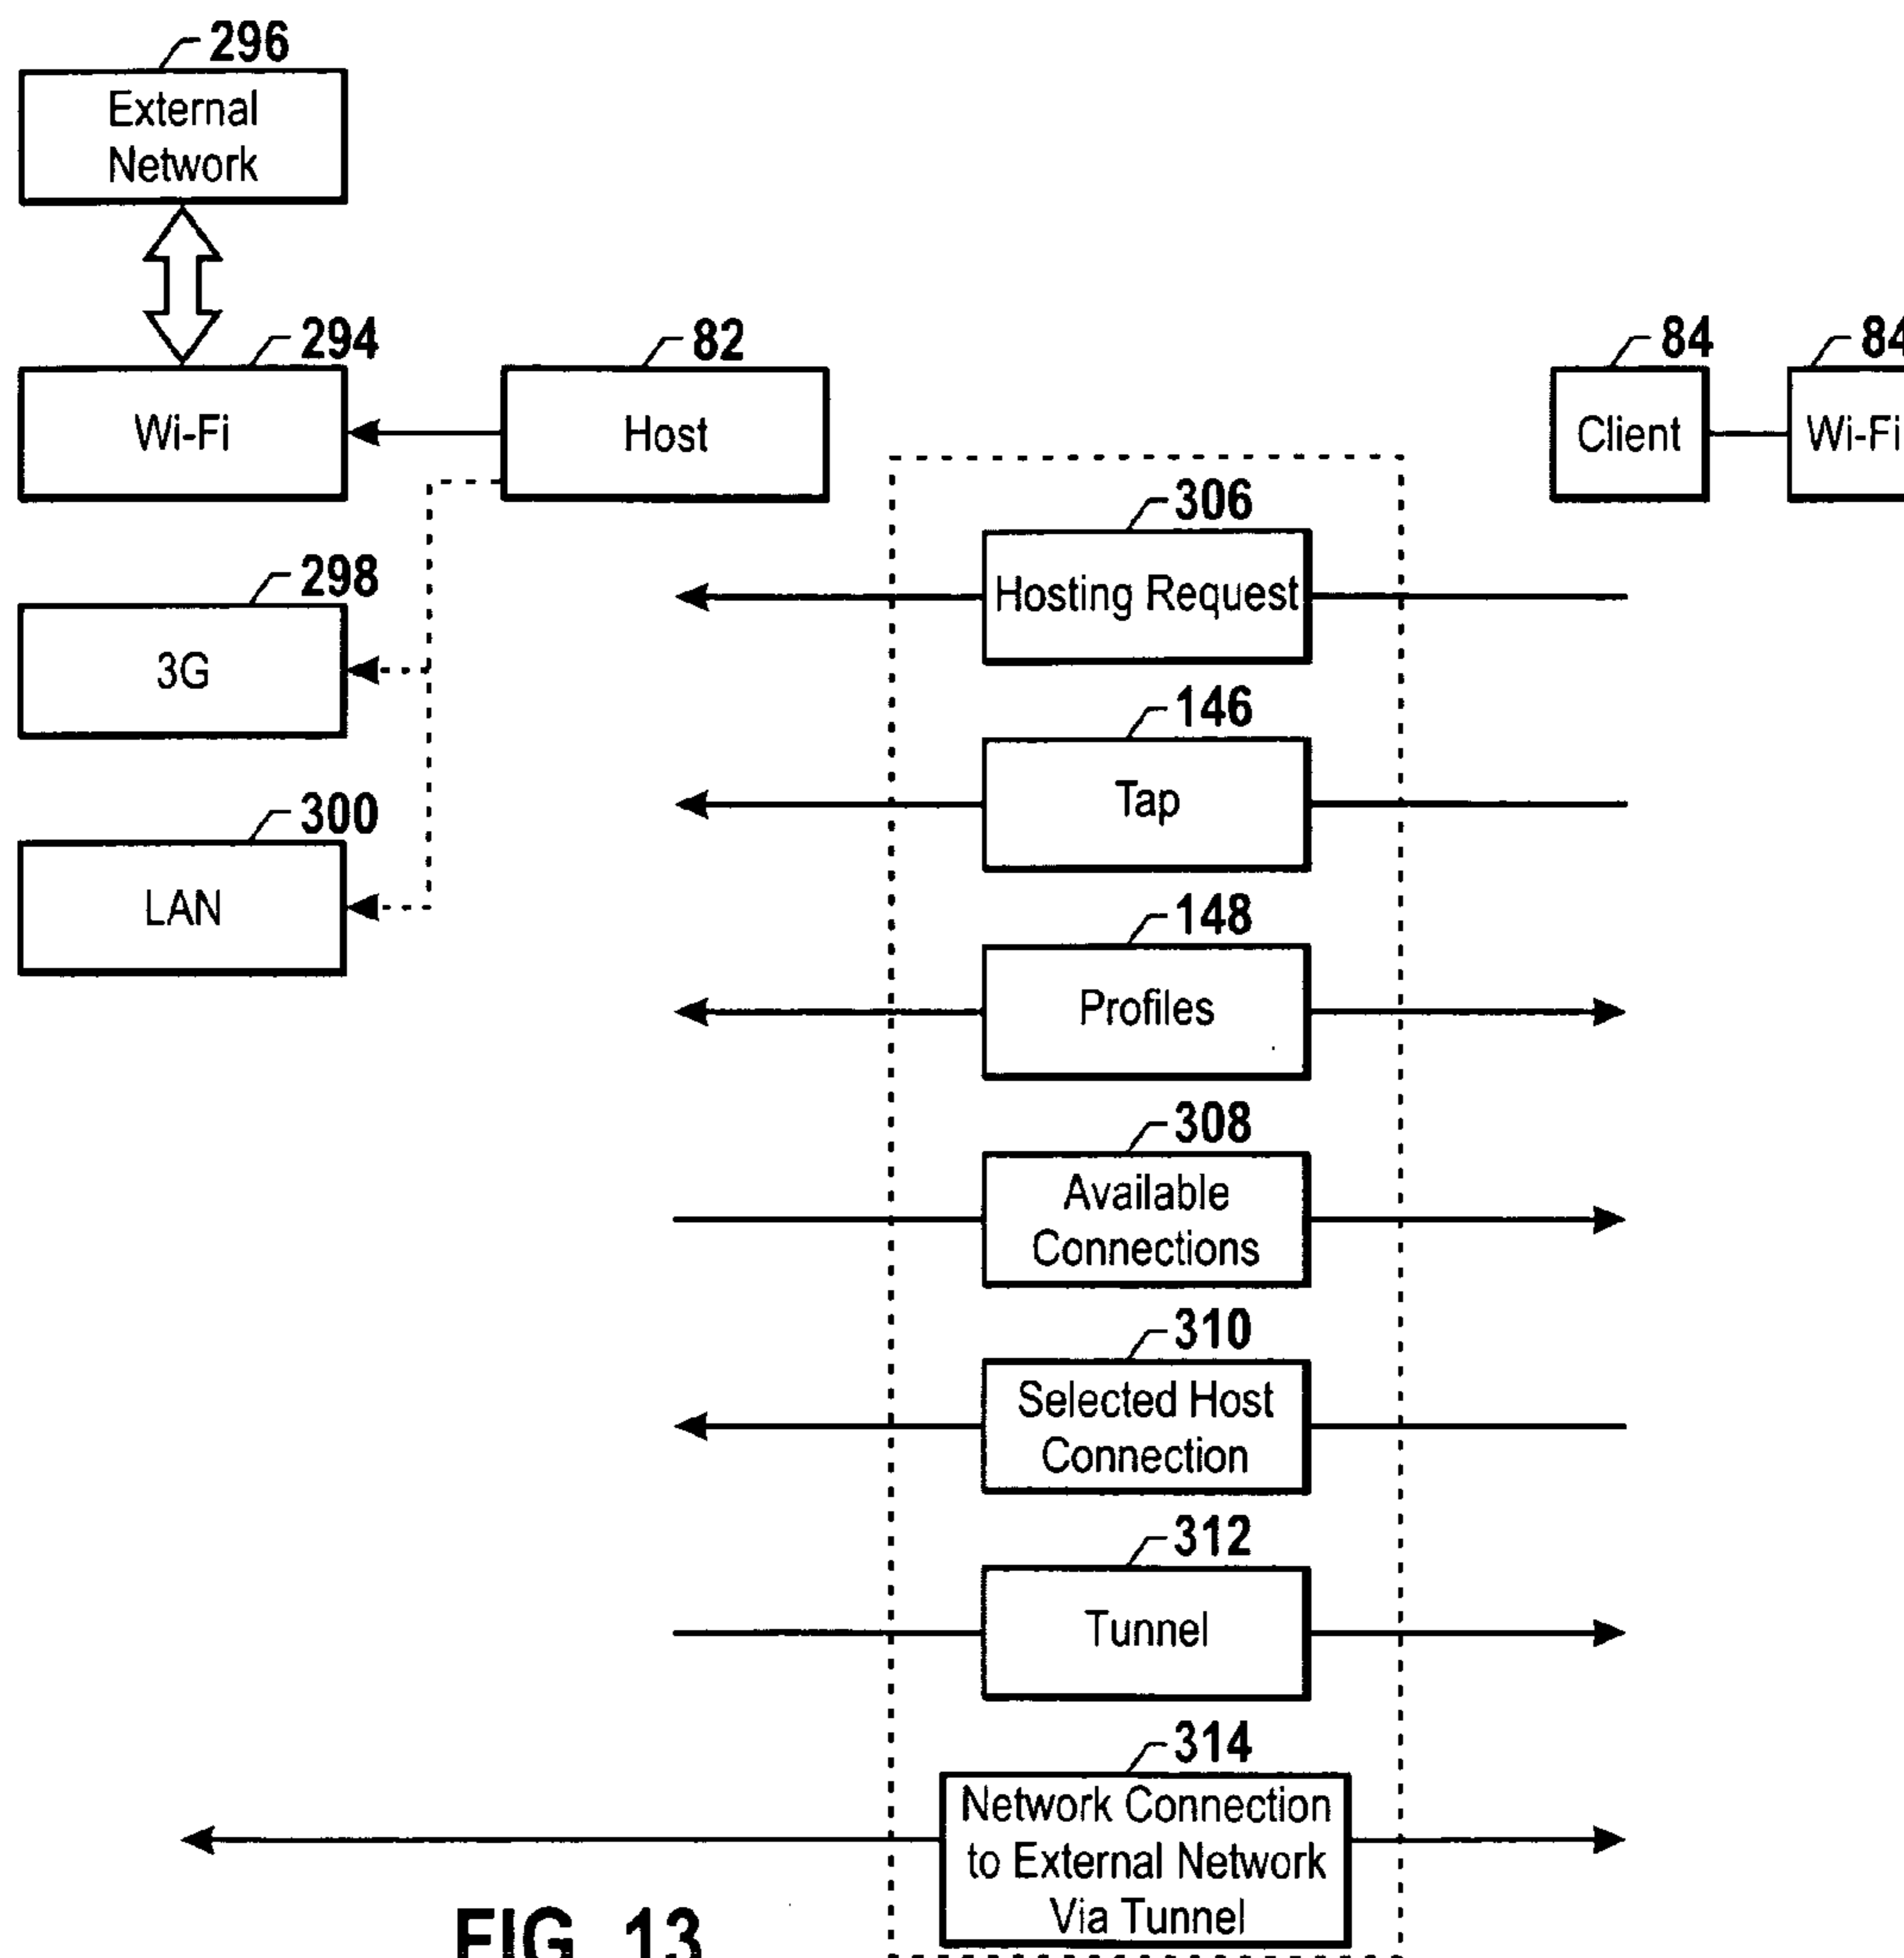 296
External
Network
294
Wi-Fi
82
Host
84
Client
84
Wi-Fi
298
3G
300
LAN
306
Hosting Request
146
Tap
148
Profiles
308
Available
Connections
310
Selected Host
Connection
312
Tunnel
314
Network Connection
to External Network
Via Tunnel
FIG. 13